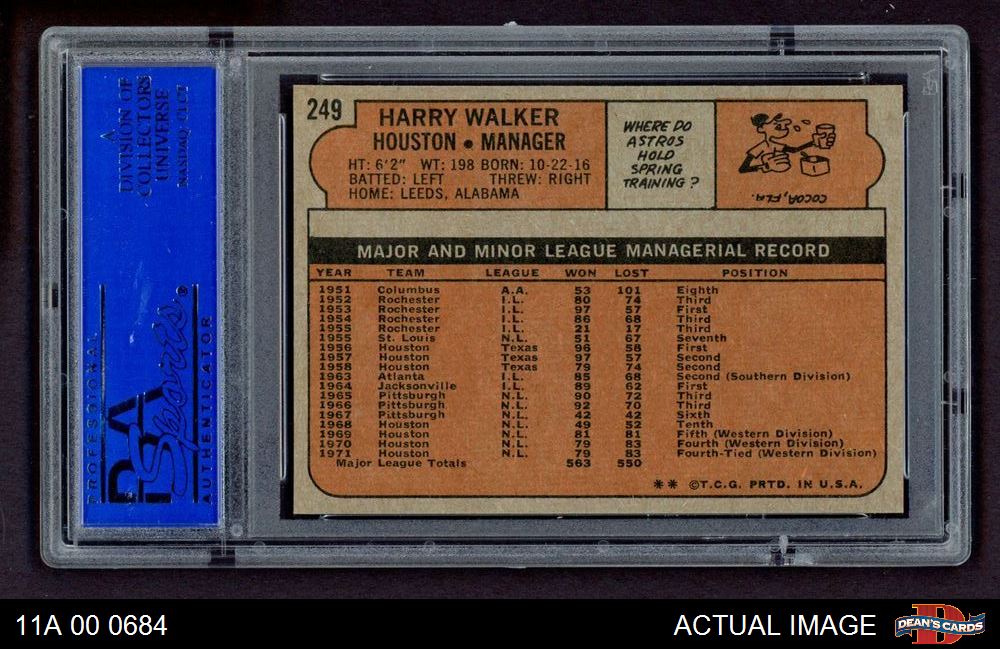 A
DIVISION OF
COLLECTORS
UNIVERSE
NASDAQ: CLCT
PROFESSIONAL
PSA
Sports®
AUTHENTICATOR
249
HARRY WALKER
HOUSTON • MANAGER
HT: 6'2" WT: 198 BORN: 10-22-16
BATTED: LEFT THREW: RIGHT
HOME: LEEDS, ALABAMA
WHERE DO
ASTROS
HOLD
SPRING
TRAINING?
COCOA, FLA.
MAJOR AND MINOR LEAGUE MANAGERIAL RECORD
YEAR TEAM LEAGUE WON LOST POSITION
1951 Columbus A.A. 53 101 Eighth
1952 Rochester I.L. 80 74 Third
1953 Rochester I.L. 97 57 First
1954 Rochester I.L. 86 68 Third
1955 Rochester I.L. 21 17 Third
1955 St. Louis N.L. 51 67 Seventh
1956 Houston Texas 96 58 First
1957 Houston Texas 97 57 Second
1958 Houston Texas 79 74 Second
1963 Atlanta I.L. 85 68 Second (Southern Division)
1964 Jacksonville I.L. 89 62 First
1965 Pittsburgh N.L. 90 72 Third
1966 Pittsburgh N.L. 92 70 Third
1967 Pittsburgh N.L. 42 42 Sixth
1968 Houston N.L. 49 52 Tenth
1969 Houston N.L. 81 81 Fifth (Western Division)
1970 Houston N.L. 79 83 Fourth (Western Division)
1971 Houston N.L. 79 83 Fourth-Tied (Western Division)
Major League Totals 563 550
** ©T.C.G. PRTD. IN U.S.A.
11A 00 0684
ACTUAL IMAGE
D
DEAN'S CARDS